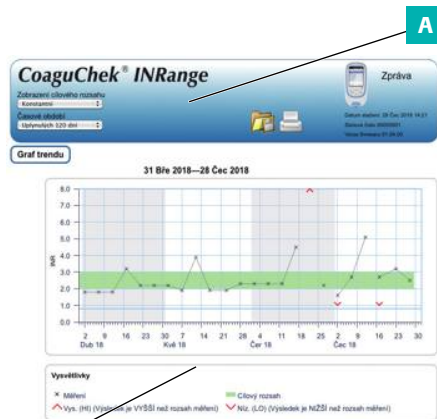 A
CoaguChek® INRange
Zpráva
Zobrazení cílového rozsahu
Konstantní
Časové období
Uplynulých 120 dní
Graf trendu
31 Bře 2018—28 Čec 2018
8.0
7.0
6.0
5.0
4.0
3.0
2.0
1.0
0.0
INR
2 9 16 23 30 7 14 21 28 4 11 18 25 2 9 16 23 30
Dub 18 Kvě 18 Čer 18 Čec 18
Vysvětlivky
× Měření
Cílový rozsah
Vys. (HI) (Výsledek je VYŠŠÍ než rozsah měření)
Níz. (LO) (Výsledek je NIŽŠÍ než rozsah měření)